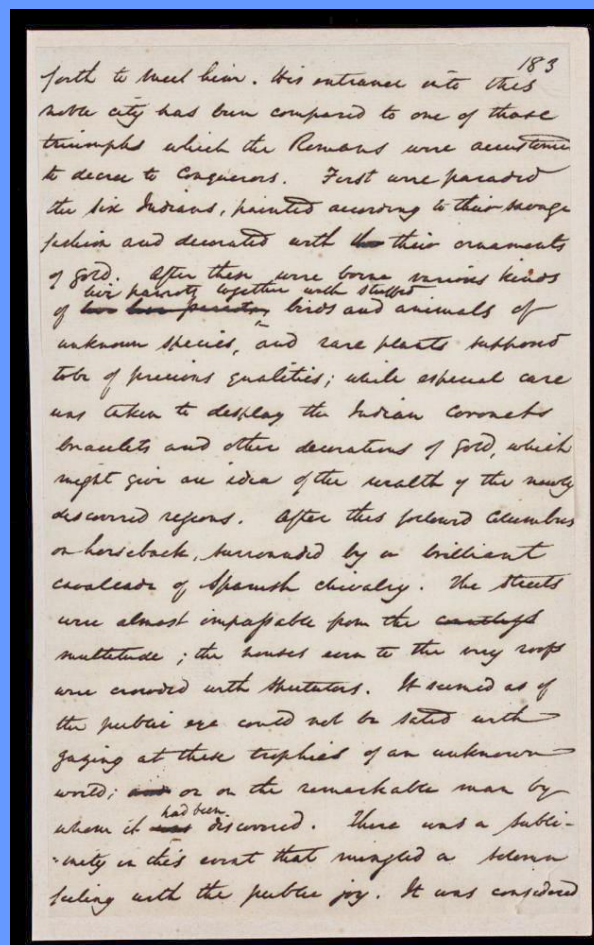 183
forth to meet him. His entrance into this
noble city has been compared to one of those
triumphs which the Romans were accustomed
to decree to Conquerors. First were paraded
the six Indians, painted according to their savage
fashion and decorated with the their ornaments
of gold. After these were borne various kinds
live parrots together with stuffed
of live parrots, birds and animals of
unknown species, and rare plants supposed
to be of precious qualities; while especial care
was taken to display the Indian Coronets
bracelets and other decorations of gold, which
might give an idea of the wealth of the newly
discovered regions. After this followed Columbus
on horseback, surrounded by a brilliant
cavalcade of Spanish chivalry. The streets
were almost impassable from the countless
multitude; the houses even to the very roofs
were crowded with spectators. It seemed as if
the public eye could not be sated with
gazing at these trophies of an unknown
world; and or on the remarkable man by
had been
whom it was discovered. There was a subli-
-mity in this event that mingled a solemn
feeling with the public joy. It was considered